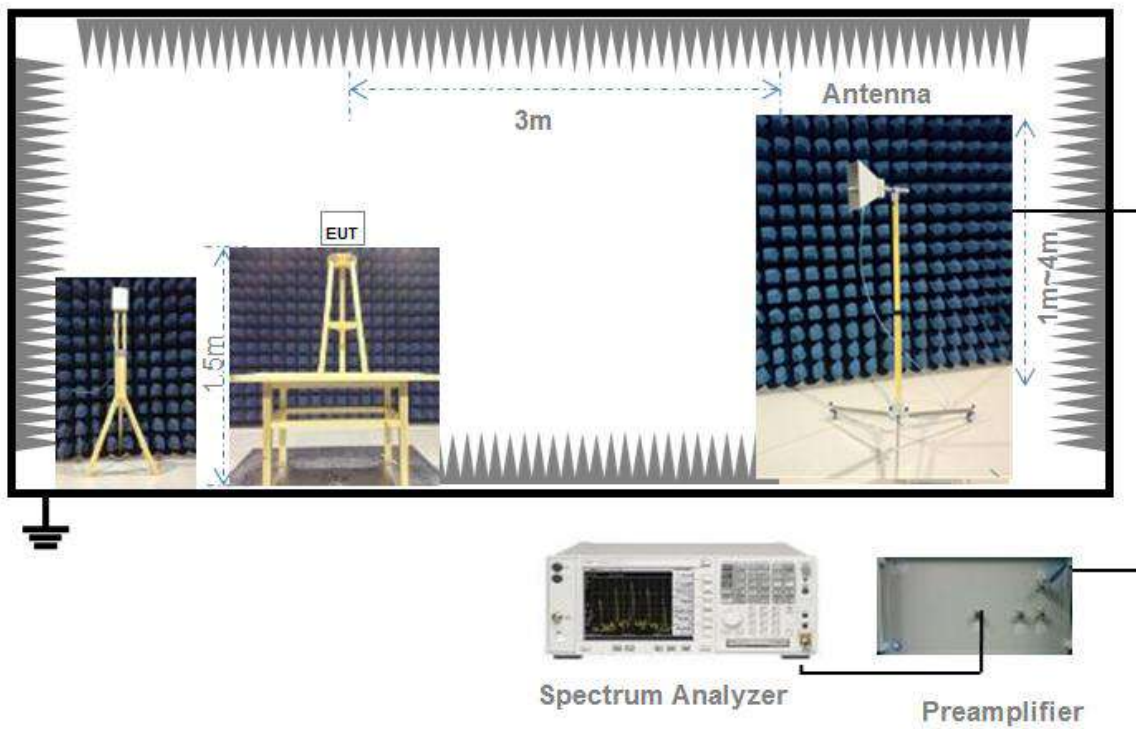 Antenna
3m
EUT
1.5m
1m~4m
Spectrum Analyzer
Preamplifier